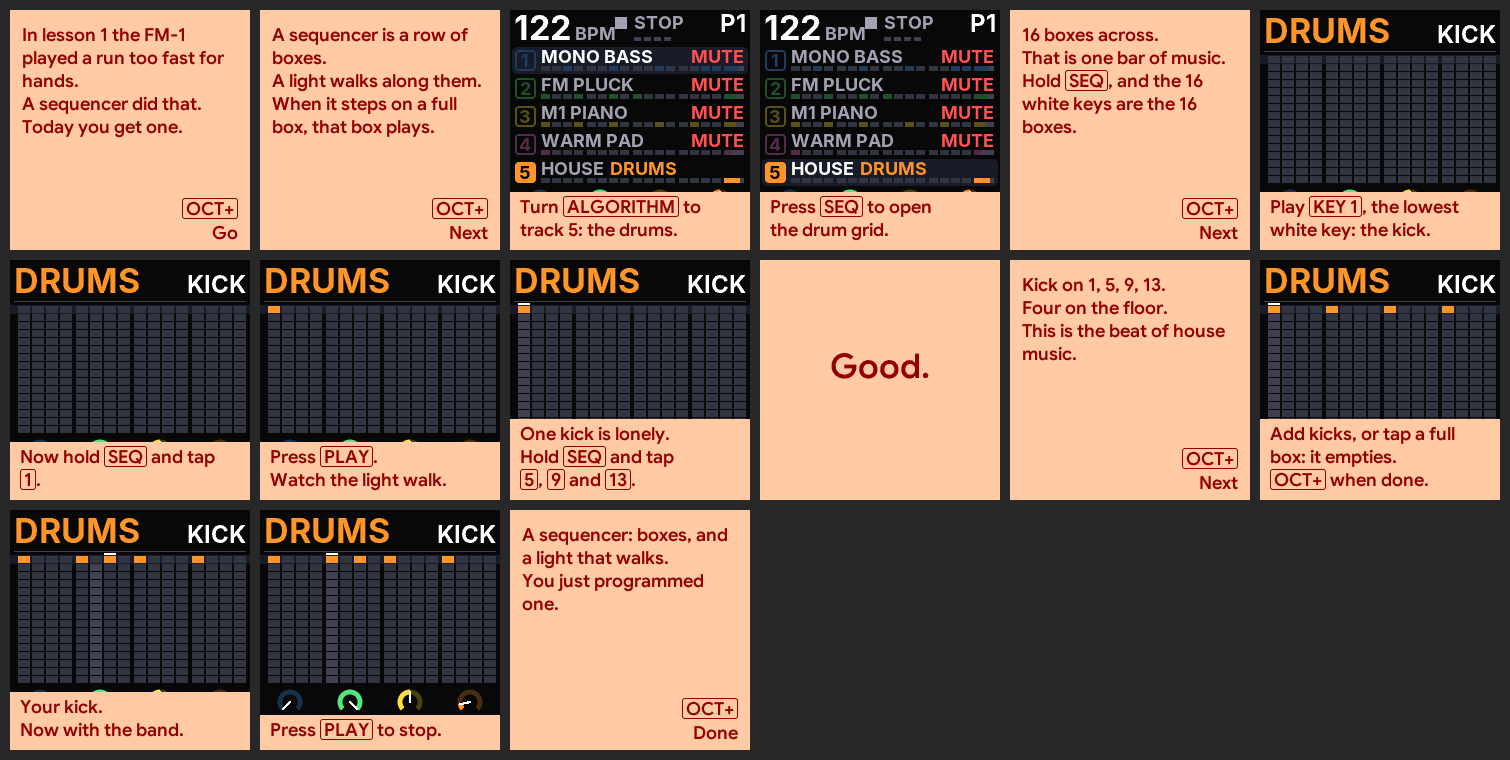 In lesson 1 the FM-1
played a run too fast for
hands.
A sequencer did that.
Today you get one.
OCT+
Go
A sequencer is a row of
boxes.
A light walks along them.
When it steps on a full
box, that box plays.
OCT+
Next
122 BPM STOP P1
1 MONO BASS MUTE
2 FM PLUCK MUTE
3 M1 PIANO MUTE
4 WARM PAD MUTE
5 HOUSE DRUMS
Turn ALGORITHM to
track 5: the drums.
122 BPM STOP P1
1 MONO BASS MUTE
2 FM PLUCK MUTE
3 M1 PIANO MUTE
4 WARM PAD MUTE
5 HOUSE DRUMS
Press SEQ to open
the drum grid.
16 boxes across.
That is one bar of music.
Hold SEQ, and the 16
white keys are the 16
boxes.
OCT+
Next
DRUMS KICK
Play KEY 1, the lowest
white key: the kick.
DRUMS KICK
Now hold SEQ and tap
1.
DRUMS KICK
Press PLAY.
Watch the light walk.
DRUMS KICK
One kick is lonely.
Hold SEQ and tap
5, 9 and 13.
Good.
Kick on 1, 5, 9, 13.
Four on the floor.
This is the beat of house
music.
OCT+
Next
DRUMS KICK
Add kicks, or tap a full
box: it empties.
OCT+ when done.
DRUMS KICK
Your kick.
Now with the band.
DRUMS KICK
Press PLAY to stop.
A sequencer: boxes, and
a light that walks.
You just programmed
one.
OCT+
Done